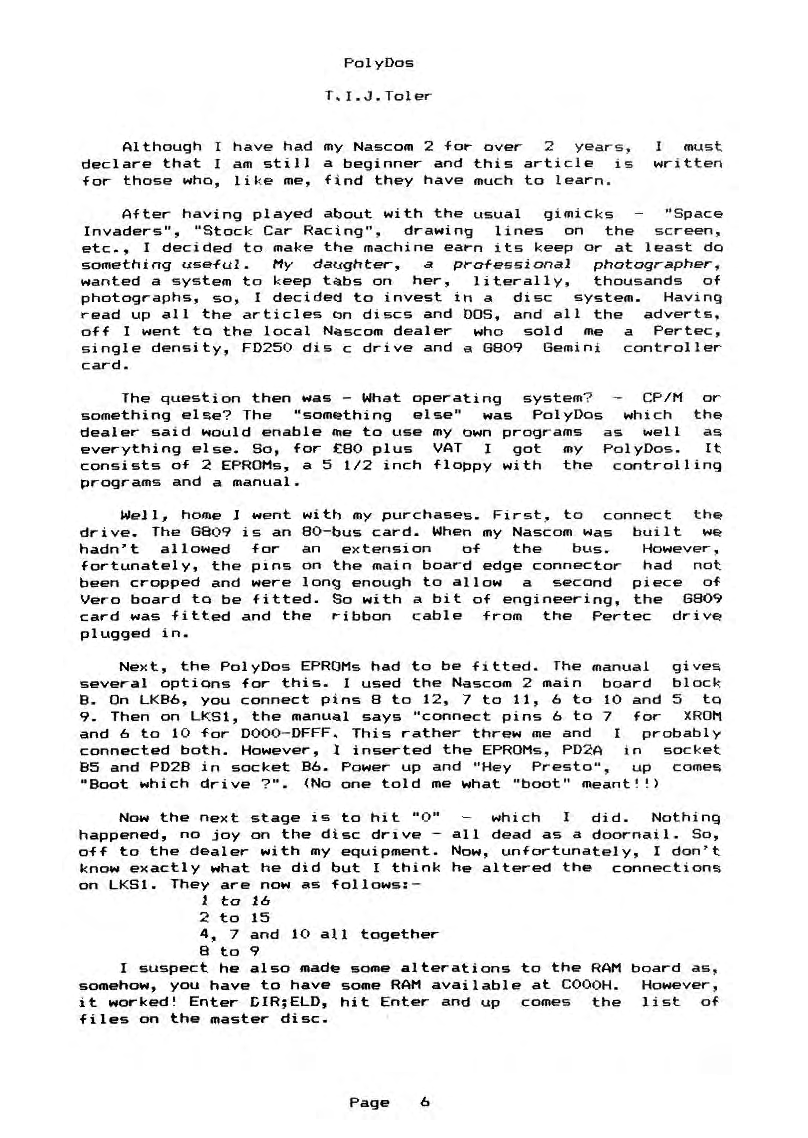 PolyDos
T.I.J.Toler
Although I have had my Nascom 2 for over 2 years, I must
declare that I am still a beginner and this article is written
for those who, like me, find they have much to learn.
After having played about with the usual gimicks - "Space
Invaders", "Stock Car Racing", drawing lines on the screen,
etc., I decided to make the machine earn its keep or at least do
something useful. My daughter, a professional photographer,
wanted a system to keep tabs on her, literally, thousands of
photographs, so, I decided to invest in a disc system. Having
read up all the articles on discs and DOS, and all the adverts,
off I went to the local Nascom dealer who sold me a Pertec,
single density, FD250 dis c drive and a G809 Gemini controller
card.
The question then was - What operating system? - CP/M or
something else? The "something else" was PolyDos which the
dealer said would enable me to use my own programs as well as
everything else. So, for £80 plus VAT I got my PolyDos. It
consists of 2 EPROMs, a 5 1/2 inch floppy with the controlling
programs and a manual.
Well, home I went with my purchases. First, to connect the
drive. The G809 is an 80-bus card. When my Nascom was built we
hadn't allowed for an extension of the bus. However,
fortunately, the pins on the main board edge connector had not
been cropped and were long enough to allow a second piece of
Vero board to be fitted. So with a bit of engineering, the G809
card was fitted and the ribbon cable from the Pertec drive
plugged in.
Next, the PolyDos EPROMs had to be fitted. The manual gives
several options for this. I used the Nascom 2 main board block
B. On LKB6, you connect pins 8 to 12, 7 to 11, 6 to 10 and 5 to
9. Then on LKS1, the manual says "connect pins 6 to 7 for XROM
and 6 to 10 for D000-DFFF. This rather threw me and I probably
connected both. However, I inserted the EPROMs, PD2A in socket
B5 and PD2B in socket B6. Power up and "Hey Presto", up comes
"Boot which drive ?". (No one told me what "boot" meant!!)
Now the next stage is to hit "0" - which I did. Nothing
happened, no joy on the disc drive - all dead as a doornail. So,
off to the dealer with my equipment. Now, unfortunately, I don't
know exactly what he did but I think he altered the connections
on LKS1. They are now as follows:-
1 to 16
2 to 15
4, 7 and 10 all together
8 to 9
I suspect he also made some alterations to the RAM board as,
somehow, you have to have some RAM available at C000H. However,
it worked! Enter DIR;ELD, hit Enter and up comes the list of
files on the master disc.
Page 6